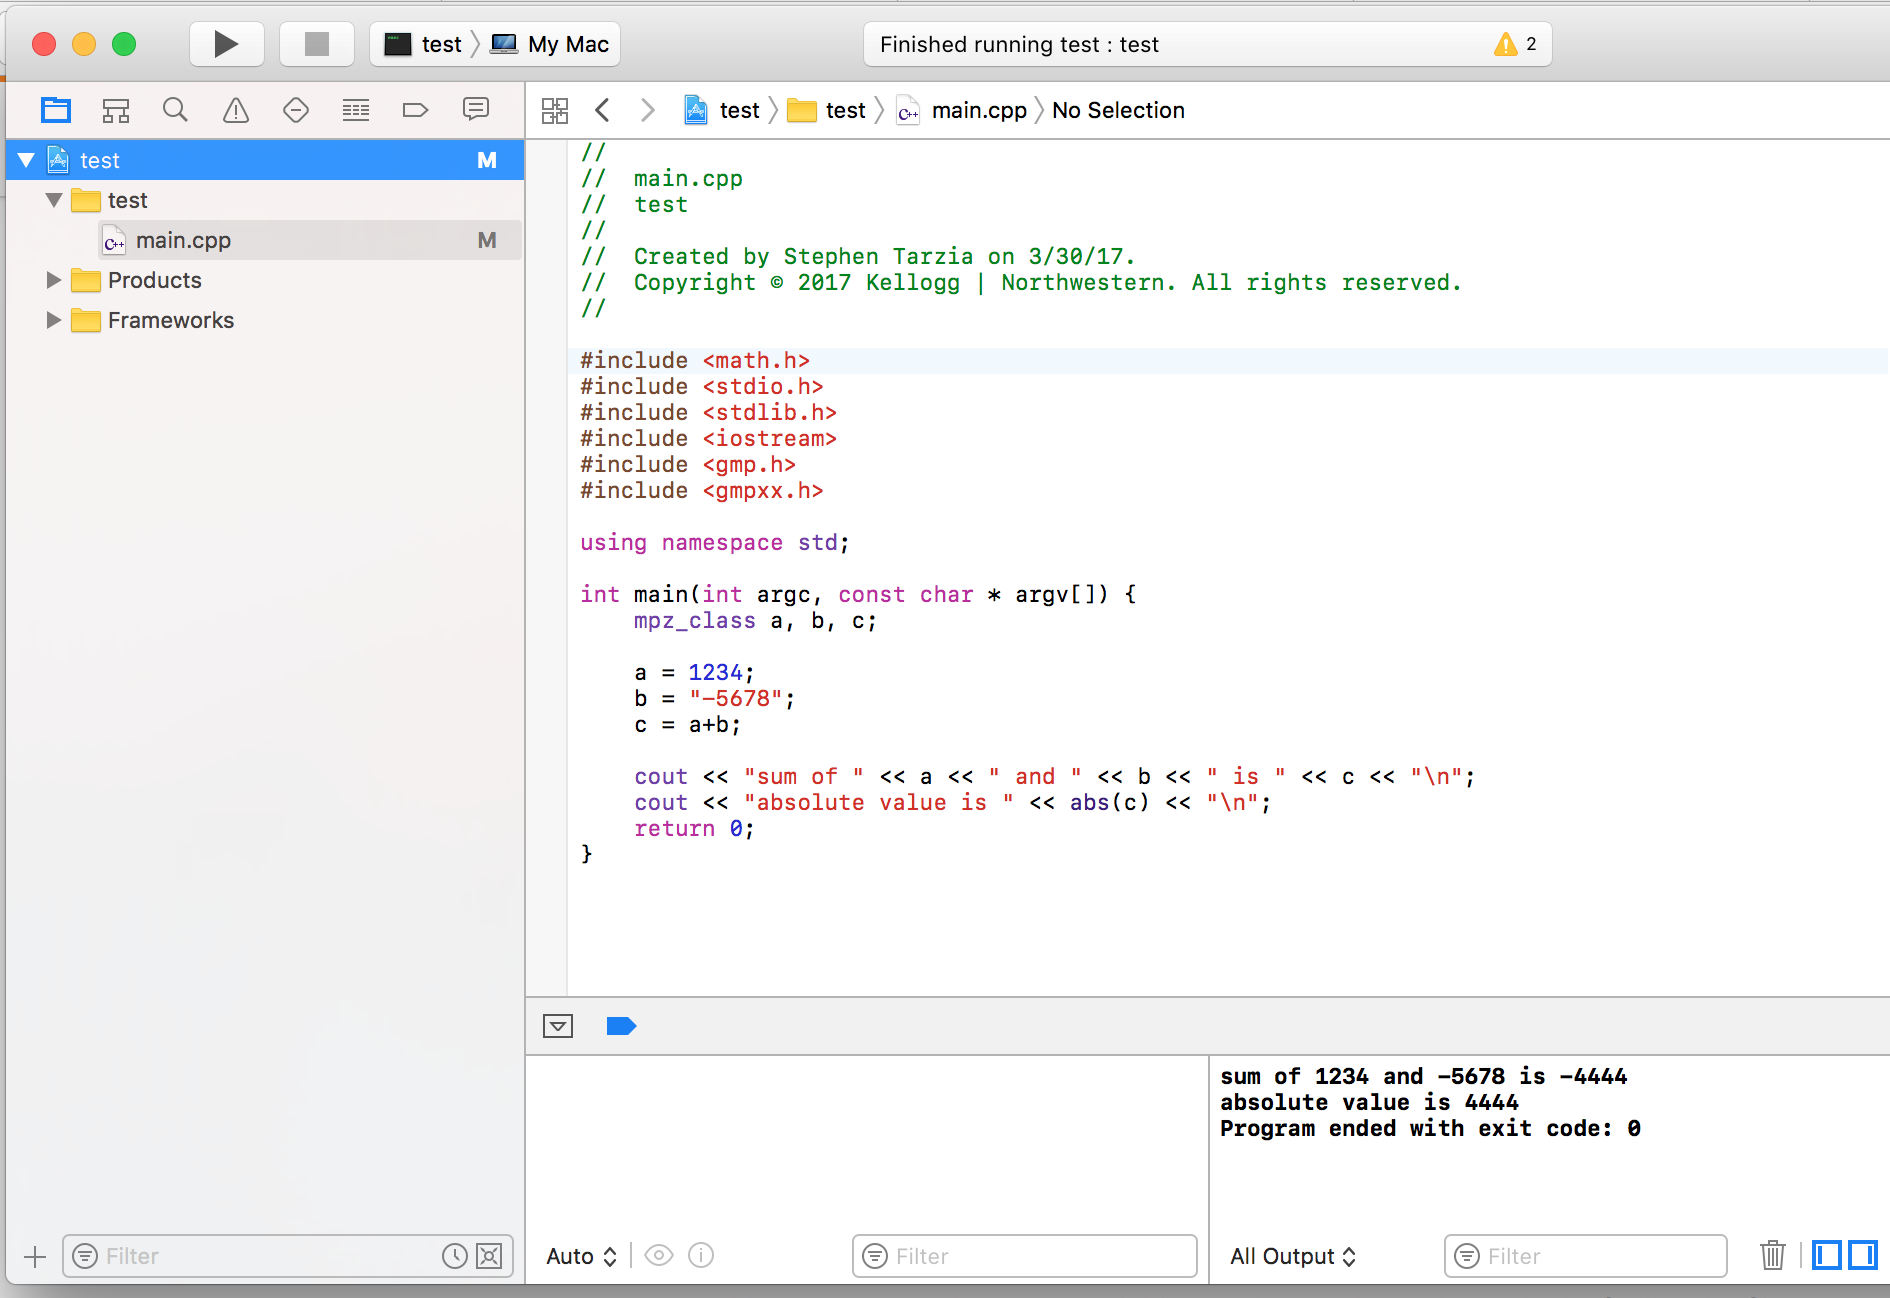 test 〉 My Mac
Finished running test : test
2
test 〉 test 〉 main.cpp 〉 No Selection
test M
test
main.cpp M
Products
Frameworks
//
//  main.cpp
//  test
//
//  Created by Stephen Tarzia on 3/30/17.
//  Copyright © 2017 Kellogg | Northwestern. All rights reserved.
//
#include <math.h>
#include <stdio.h>
#include <stdlib.h>
#include <iostream>
#include <gmp.h>
#include <gmpxx.h>
using namespace std;
int main(int argc, const char * argv[]) {
    mpz_class a, b, c;
    a = 1234;
    b = "-5678";
    c = a+b;
    cout << "sum of " << a << " and " << b << " is " << c << "\n";
    cout << "absolute value is " << abs(c) << "\n";
    return 0;
}
sum of 1234 and -5678 is -4444
absolute value is 4444
Program ended with exit code: 0
Filter
Auto
Filter
All Output
Filter